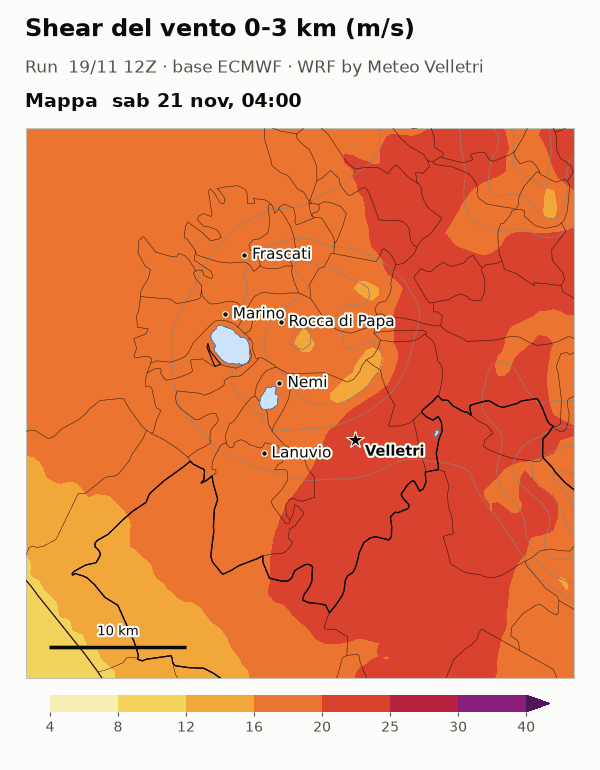 Shear del vento 0-3 km (m/s)
Run  19/11 12Z · base ECMWF · WRF by Meteo Velletri
Mappa  sab 21 nov, 04:00
Frascati
Marino
Rocca di Papa
Nemi
Velletri
Lanuvio
10 km
4 8 12 16 20 25 30 40